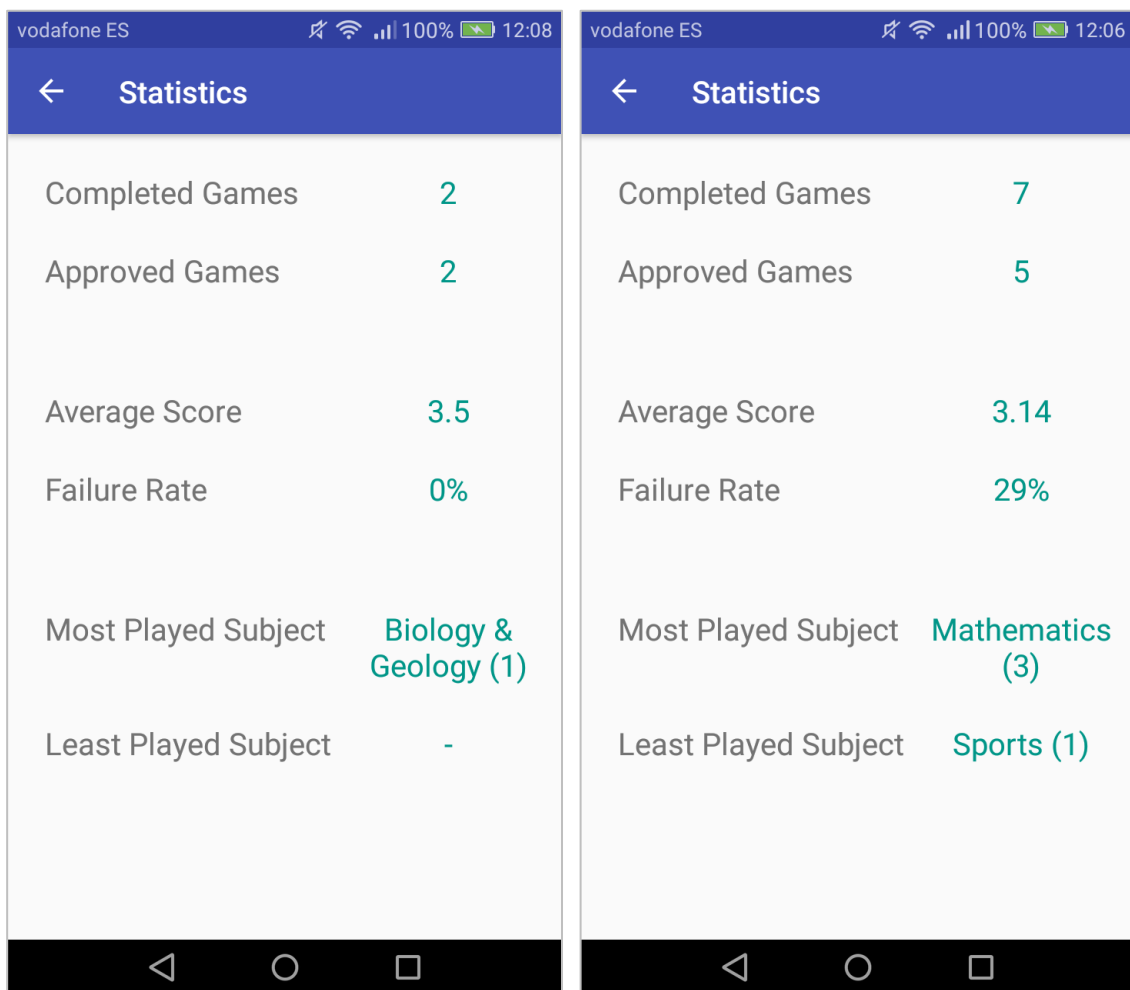 vodafone ES 100% 12:08
Statistics
Completed Games 2
Approved Games 2
Average Score 3.5
Failure Rate 0%
Most Played Subject Biology &
Geology (1)
Least Played Subject -
vodafone ES 100% 12:06
Statistics
Completed Games 7
Approved Games 5
Average Score 3.14
Failure Rate 29%
Most Played Subject Mathematics
(3)
Least Played Subject Sports (1)